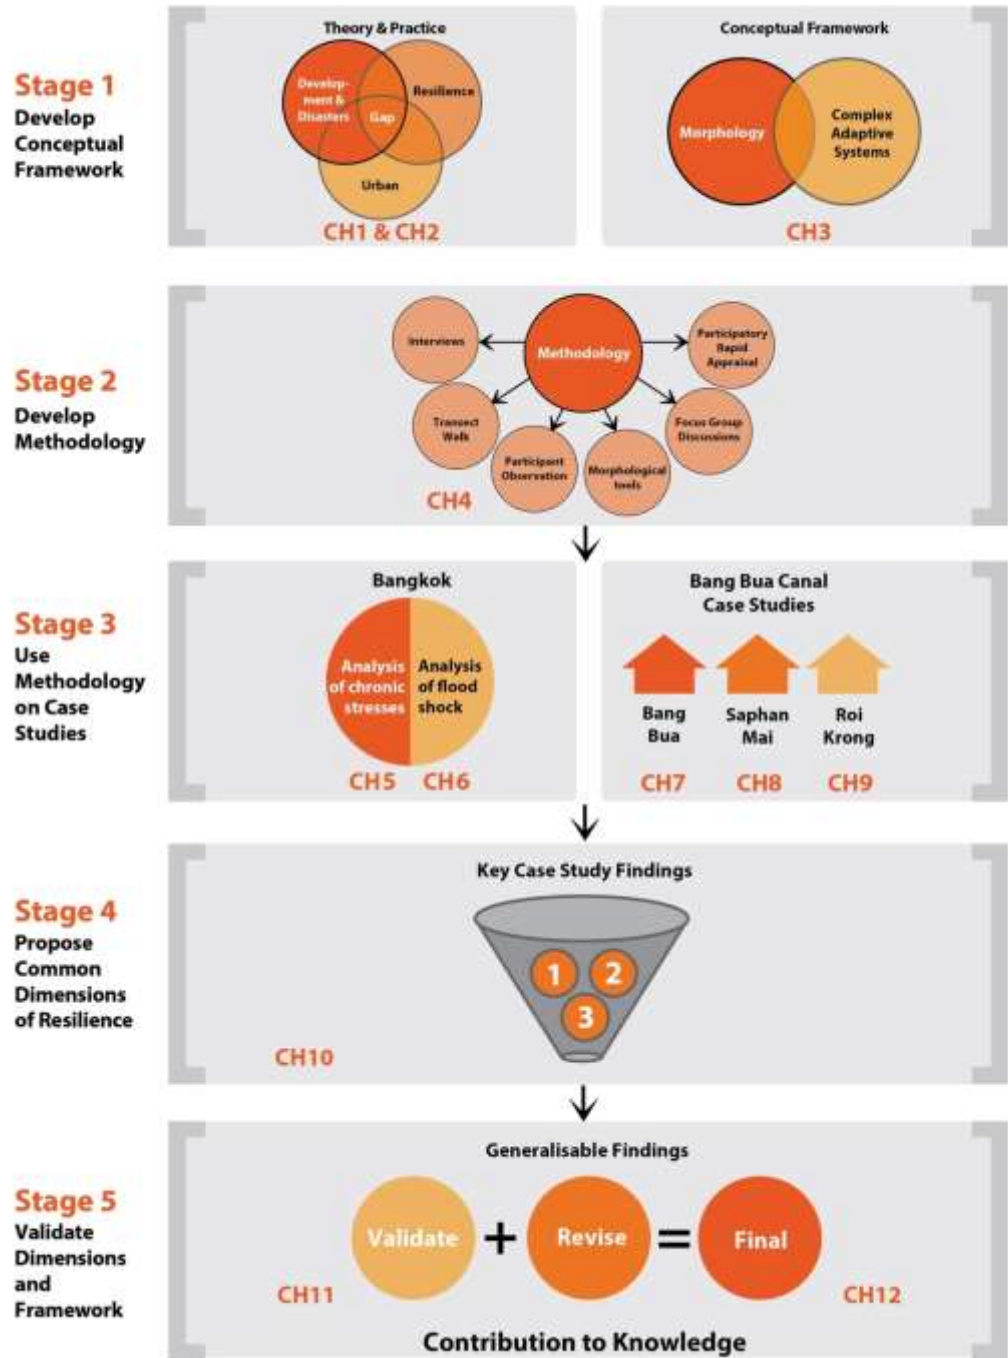 Stage 1
Develop
Conceptual
Framework
Theory & Practice
Develop-
ment &
Disasters
Resilience
Gap
Urban
CH1 & CH2
Conceptual Framework
Morphology
Complex
Adaptive
Systems
CH3
Stage 2
Develop
Methodology
Methodology
Interviews
Transect
Walk
Participant
Observation
Morphological
tools
Focus Group
Discussions
Participatory
Rapid
Appraisal
CH4
Stage 3
Use
Methodology
on Case
Studies
Bangkok
Analysis
of chronic
stresses
Analysis
of flood
shock
CH5
CH6
Bang Bua Canal
Case Studies
Bang
Bua
Saphan
Mai
Roi
Krong
CH7
CH8
CH9
Stage 4
Propose
Common
Dimensions
of Resilience
Key Case Study Findings
1
2
3
CH10
Stage 5
Validate
Dimensions
and
Framework
Generalisable Findings
Validate + Revise = Final
CH11
CH12
Contribution to Knowledge